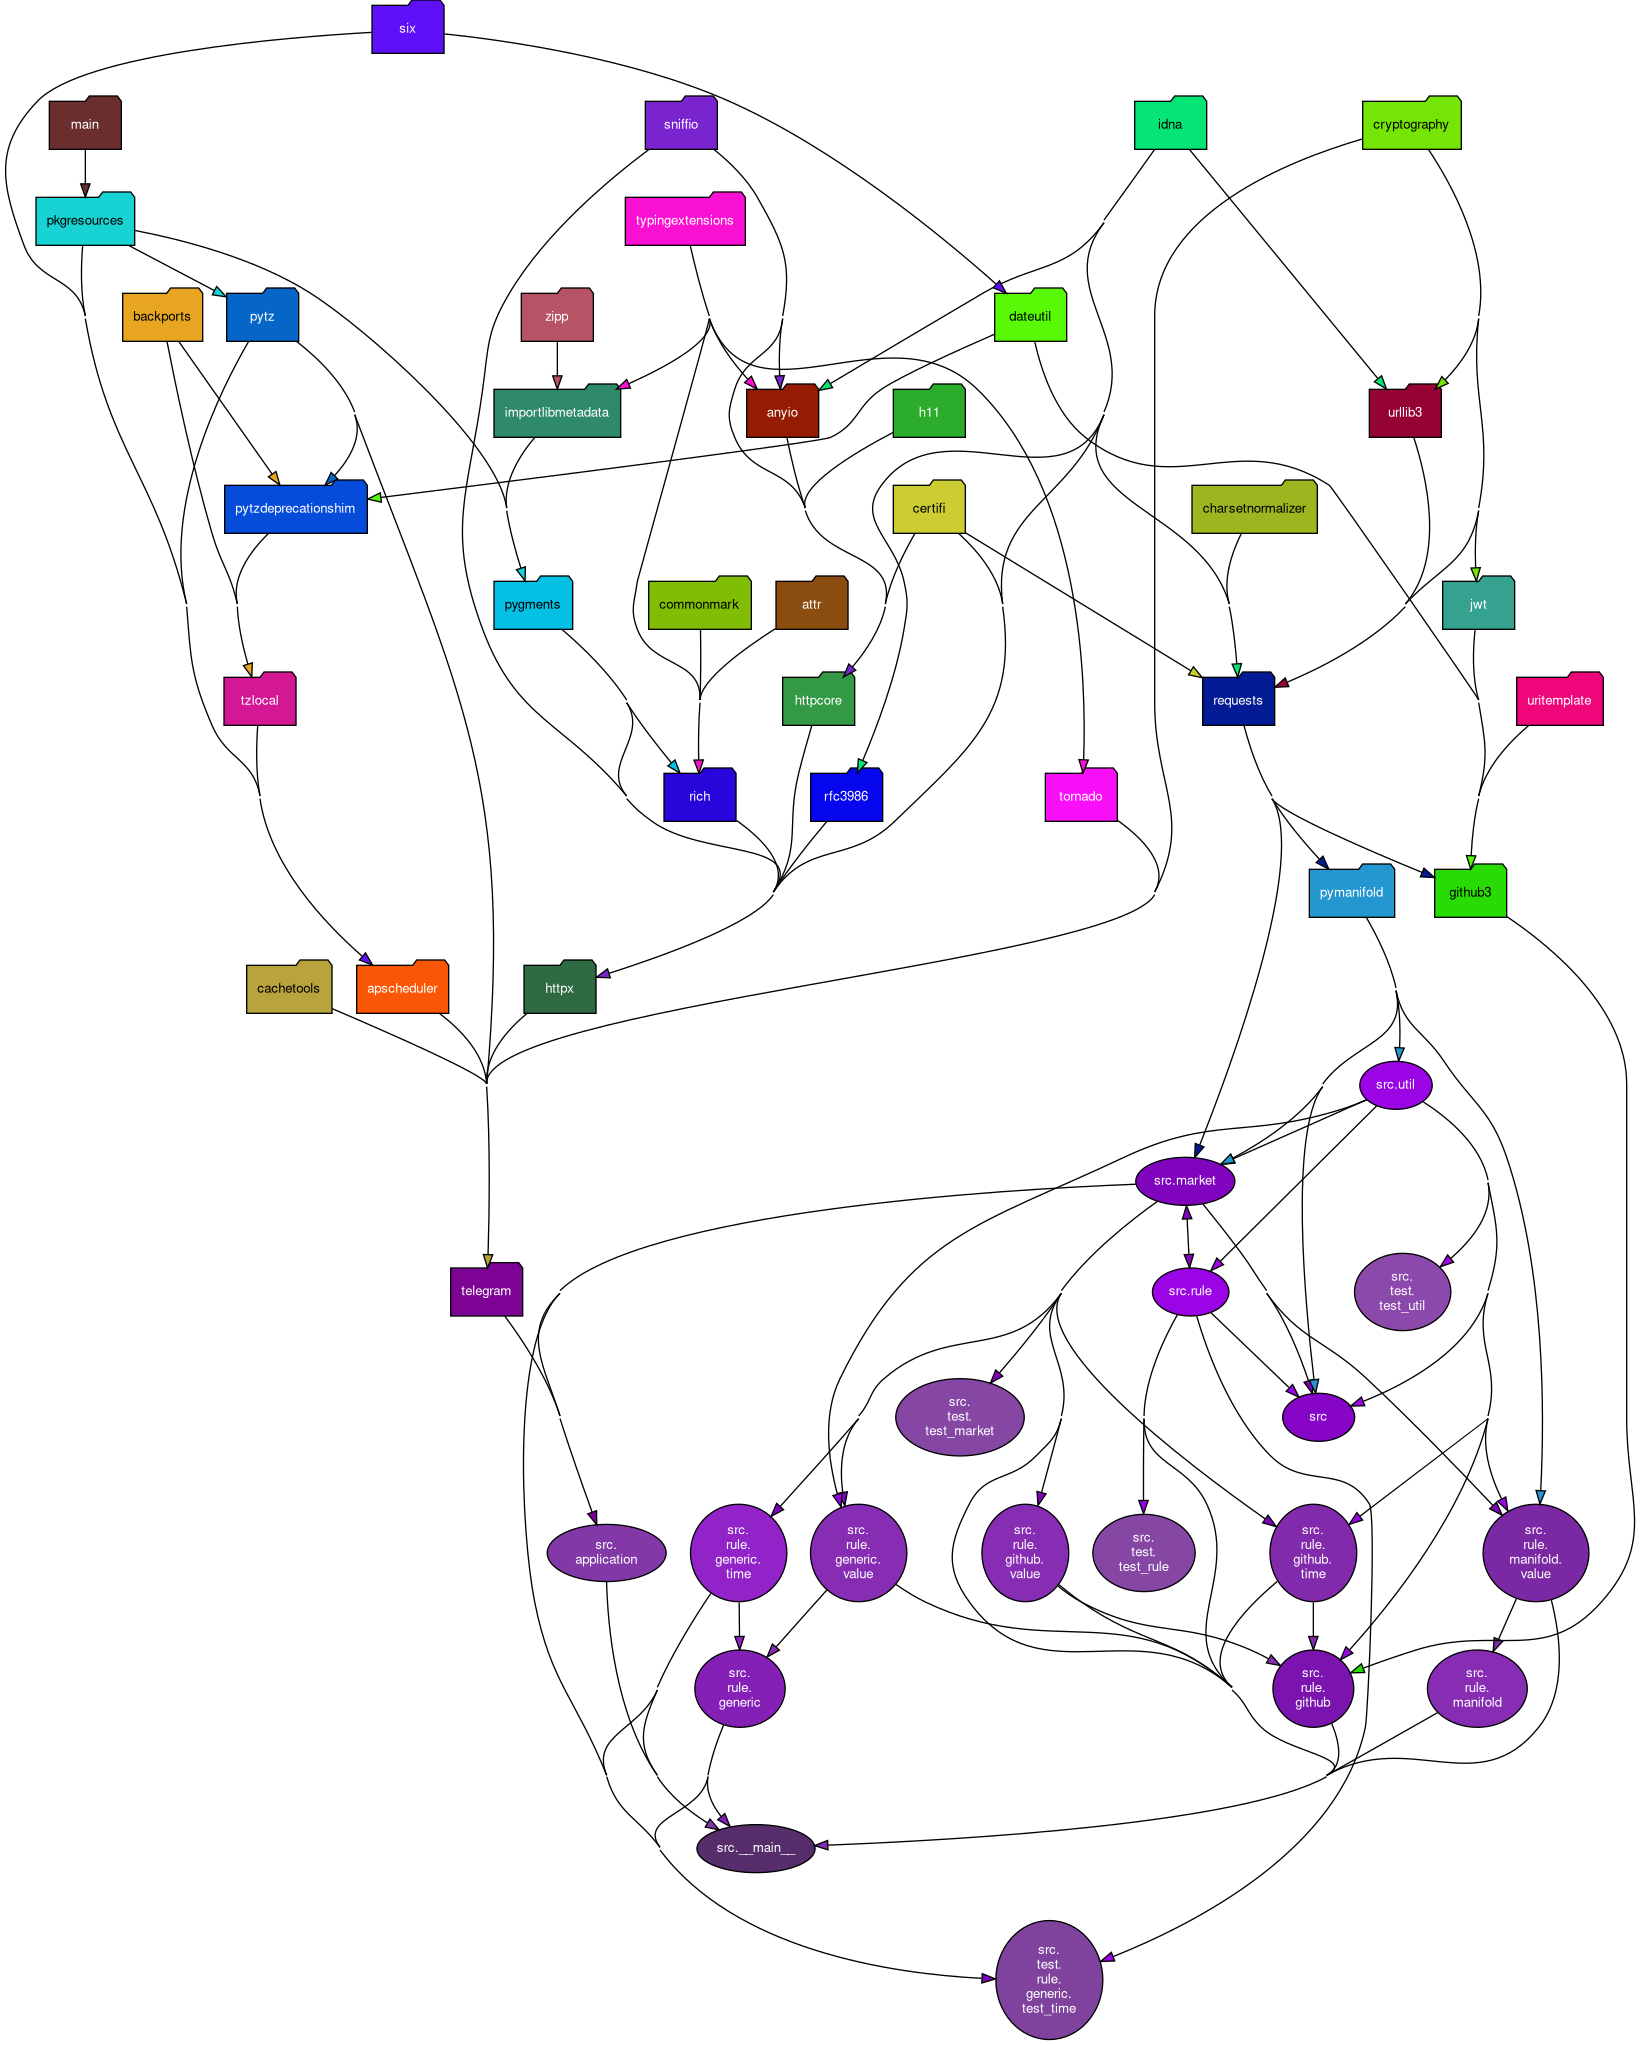 six
main
sniffio
idna
cryptography
pkgresources
typingextensions
backports
pytz
zipp
dateutil
importlibmetadata
anyio
h11
urllib3
pytzdeprecationshim
certifi
charsetnormalizer
pygments
commonmark
attr
jwt
tzlocal
httpcore
requests
uritemplate
rich
rfc3986
tornado
pymanifold
github3
cachetools
apscheduler
httpx
src.util
src.market
telegram
src.rule
src.
test.
test_util
src.
test.
test_market
src
src.
application
src.
rule.
generic.
time
src.
rule.
generic.
value
src.
rule.
github.
value
src.
test.
test_rule
src.
rule.
github.
time
src.
rule.
manifold.
value
src.
rule.
generic
src.
rule.
github
src.
rule.
manifold
src.__main__
src.
test.
rule.
generic.
test_time